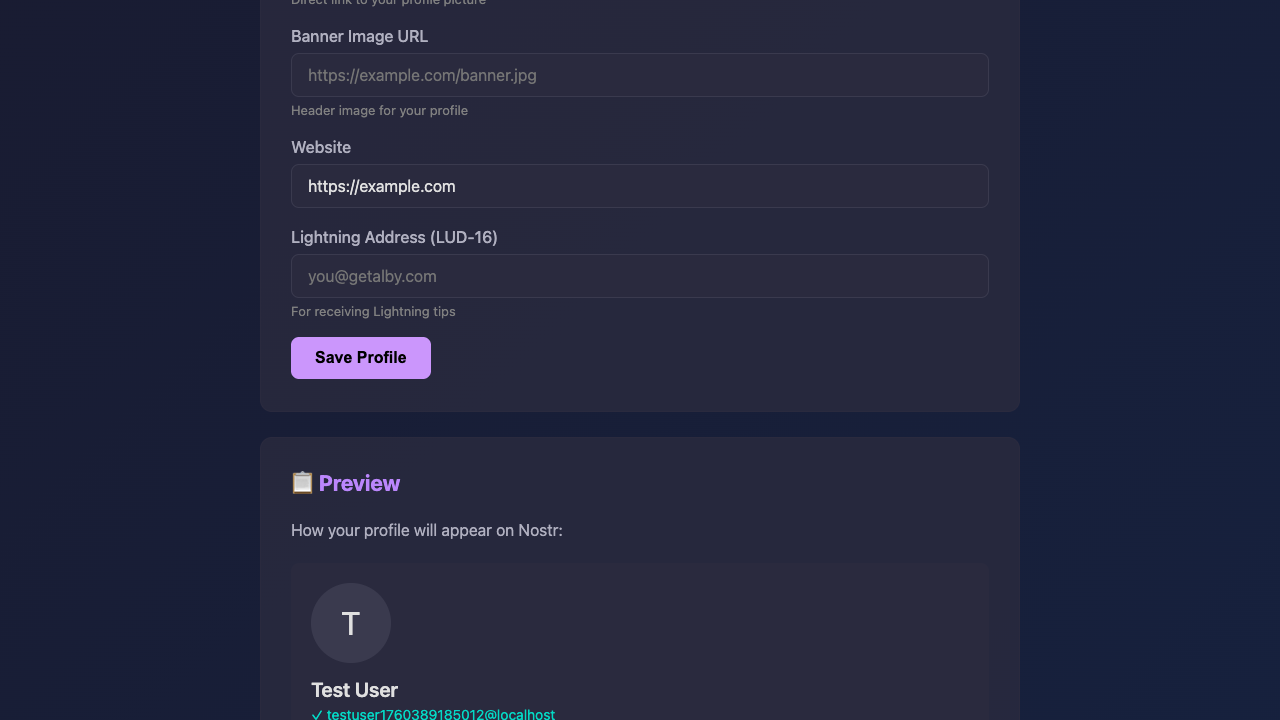 Direct link to your profile picture
Banner Image URL
https://example.com/banner.jpg
Header image for your profile
Website
https://example.com
Lightning Address (LUD-16)
you@getalby.com
For receiving Lightning tips
Save Profile
📋 Preview
How your profile will appear on Nostr:
T
Test User
✓ testuser1760389185012@localhost